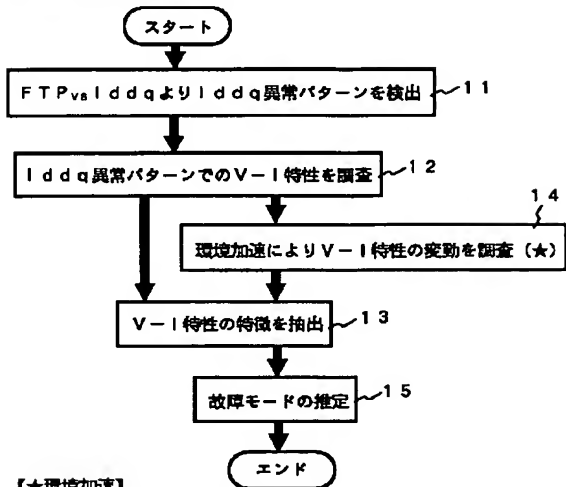 スタート
FTPvsIddqよりIddq異常パターンを検出
11
Iddq異常パターンでのV-I特性を調査
12
14
環境加速によりV-I特性の変動を調査(★)
V-I特性の特徴を抽出
13
故障モードの推定
15
エンド
【★環境加速】